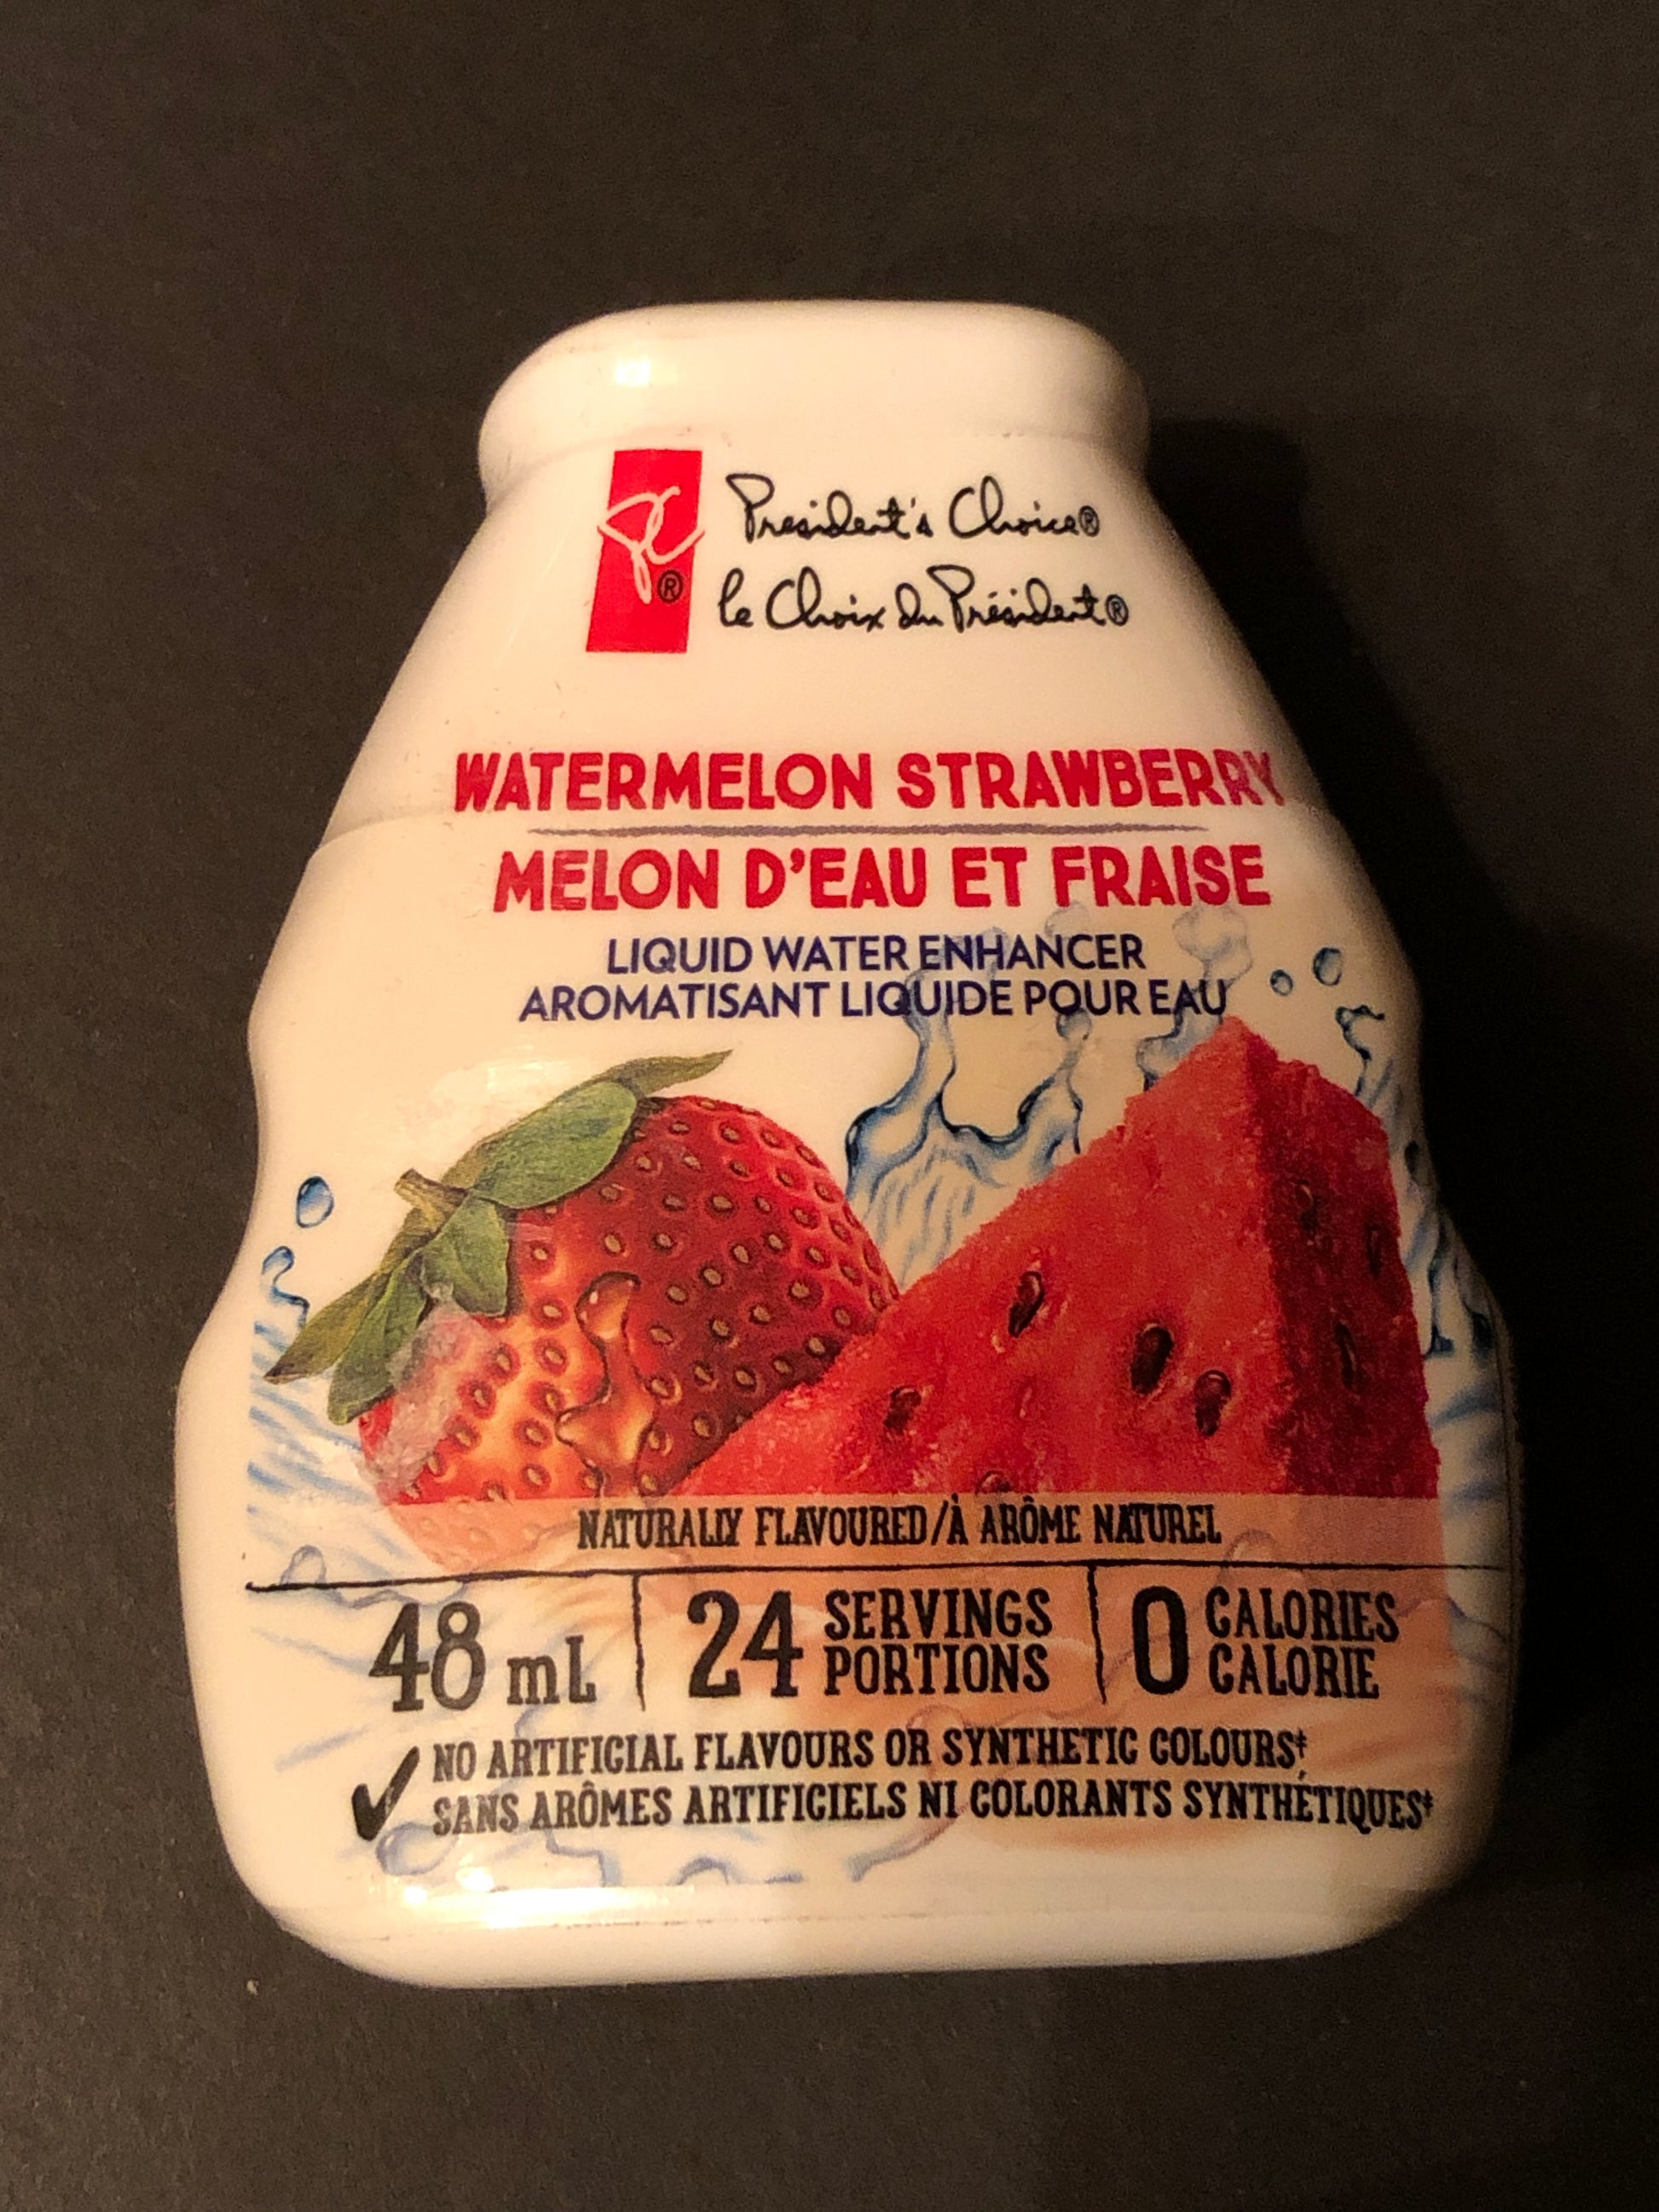 PC®
President's Choice®
le Choix du Président®
WATERMELON STRAWBERRY
MELON D'EAU ET FRAISE
LIQUID WATER ENHANCER
AROMATISANT LIQUIDE POUR EAU
NATURALLY FLAVOURED/À ARÔME NATUREL
48 mL
24 SERVINGS
PORTIONS
0 CALORIES
CALORIE
✓ NO ARTIFICIAL FLAVOURS OR SYNTHETIC COLOURS‡
SANS ARÔMES ARTIFICIELS NI COLORANTS SYNTHÉTIQUES‡